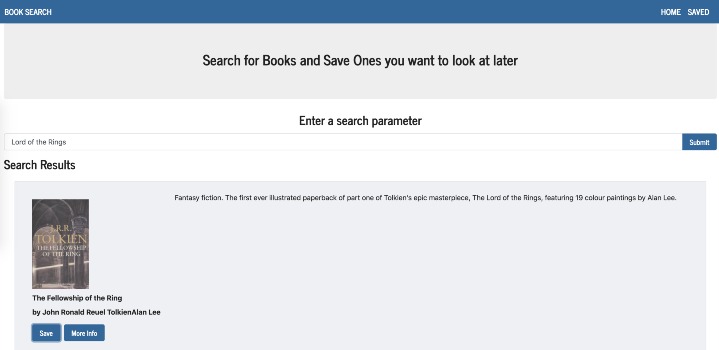 BOOK SEARCH
HOME SAVED
Search for Books and Save Ones you want to look at later
Enter a search parameter
Lord of the Rings
Submit
Search Results
Fantasy fiction. The first ever illustrated paperback of part one of Tolkien's epic masterpiece, The Lord of the Rings, featuring 19 colour paintings by Alan Lee.
J.R.R.
TOLKIEN
THE FELLOWSHIP
OF THE RING
The Fellowship of the Ring
by John Ronald Reuel TolkienAlan Lee
Save
More Info